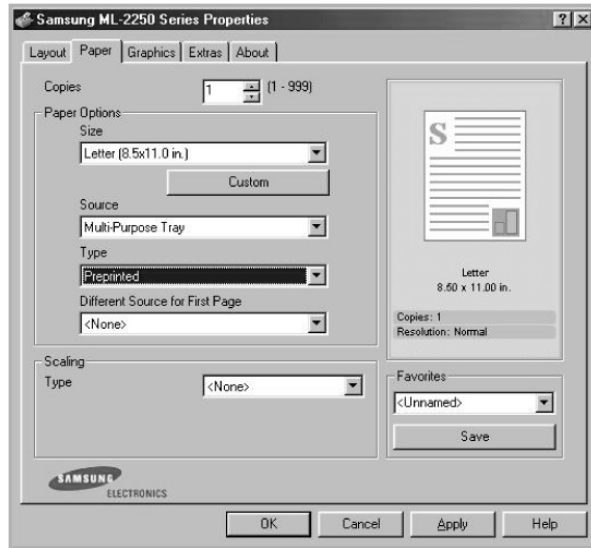 Samsung ML-2250 Series Properties
Layout Paper Graphics Extras About
Copies 1 (1 - 999)
Paper Options
Size
Letter (8.5x11.0 in.)
Custom
Source
Multi-Purpose Tray
Type
Preprinted
Different Source for First Page
<None>
Scaling
Type <None>
S
Letter
8.50 x 11.00 in.
Copies: 1
Resolution: Normal
Favorites
<Unnamed>
Save
SAMSUNG
ELECTRONICS
OK Cancel Apply Help